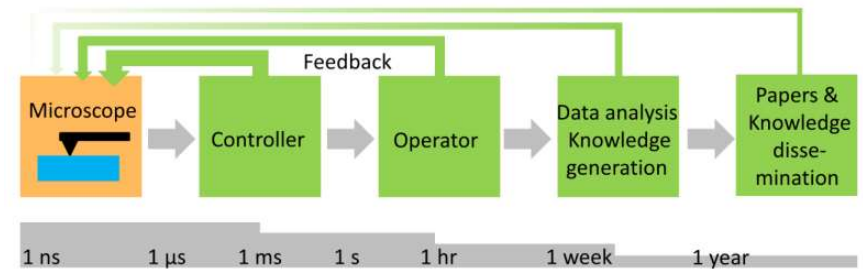 Feedback
Microscope
Controller
Operator
Data analysis
Knowledge
generation
Papers &
Knowledge
disse-
mination
1 ns 1 µs 1 ms 1 s 1 hr 1 week 1 year